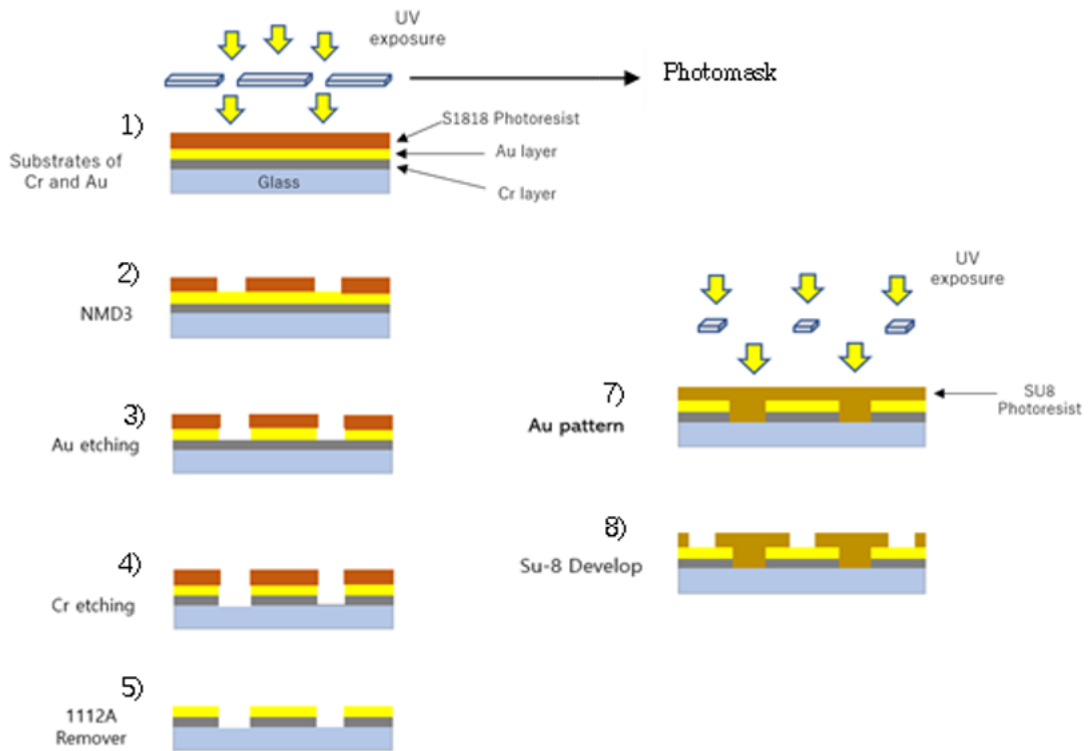 UV
exposure
Photomask
1)
S1818 Photoresist
Au layer
Substrates of
Cr and Au
Glass
Cr layer
2)
NMD3
3)
Au etching
4)
Cr etching
5)
1112A
Remover
UV
exposure
7)
SU8
Photoresist
Au pattern
8)
Su-8 Develop